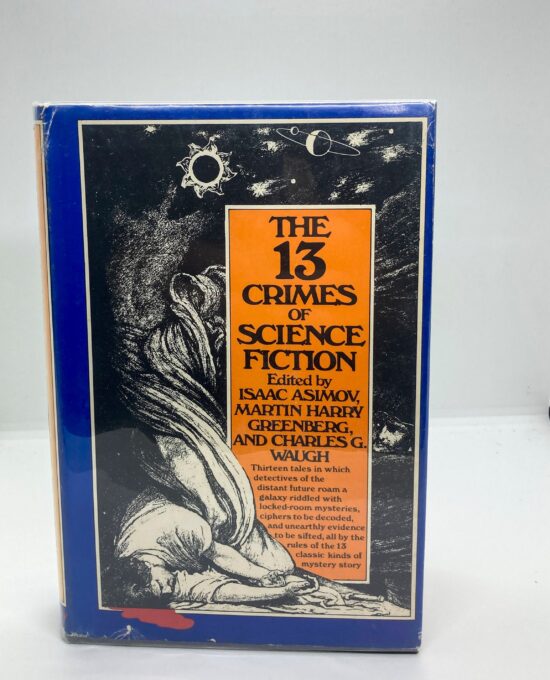 THE
13
CRIMES
OF
SCIENCE
FICTION
Edited by
ISAAC ASIMOV,
MARTIN HARRY
GREENBERG,
AND CHARLES G.
WAUGH
Thirteen tales in which
detectives of the
distant future roam a
galaxy riddled with
locked-room mysteries,
ciphers to be decoded,
and unearthly evidence
to be sifted, all by the
rules of the 13
classic kinds of
mystery story